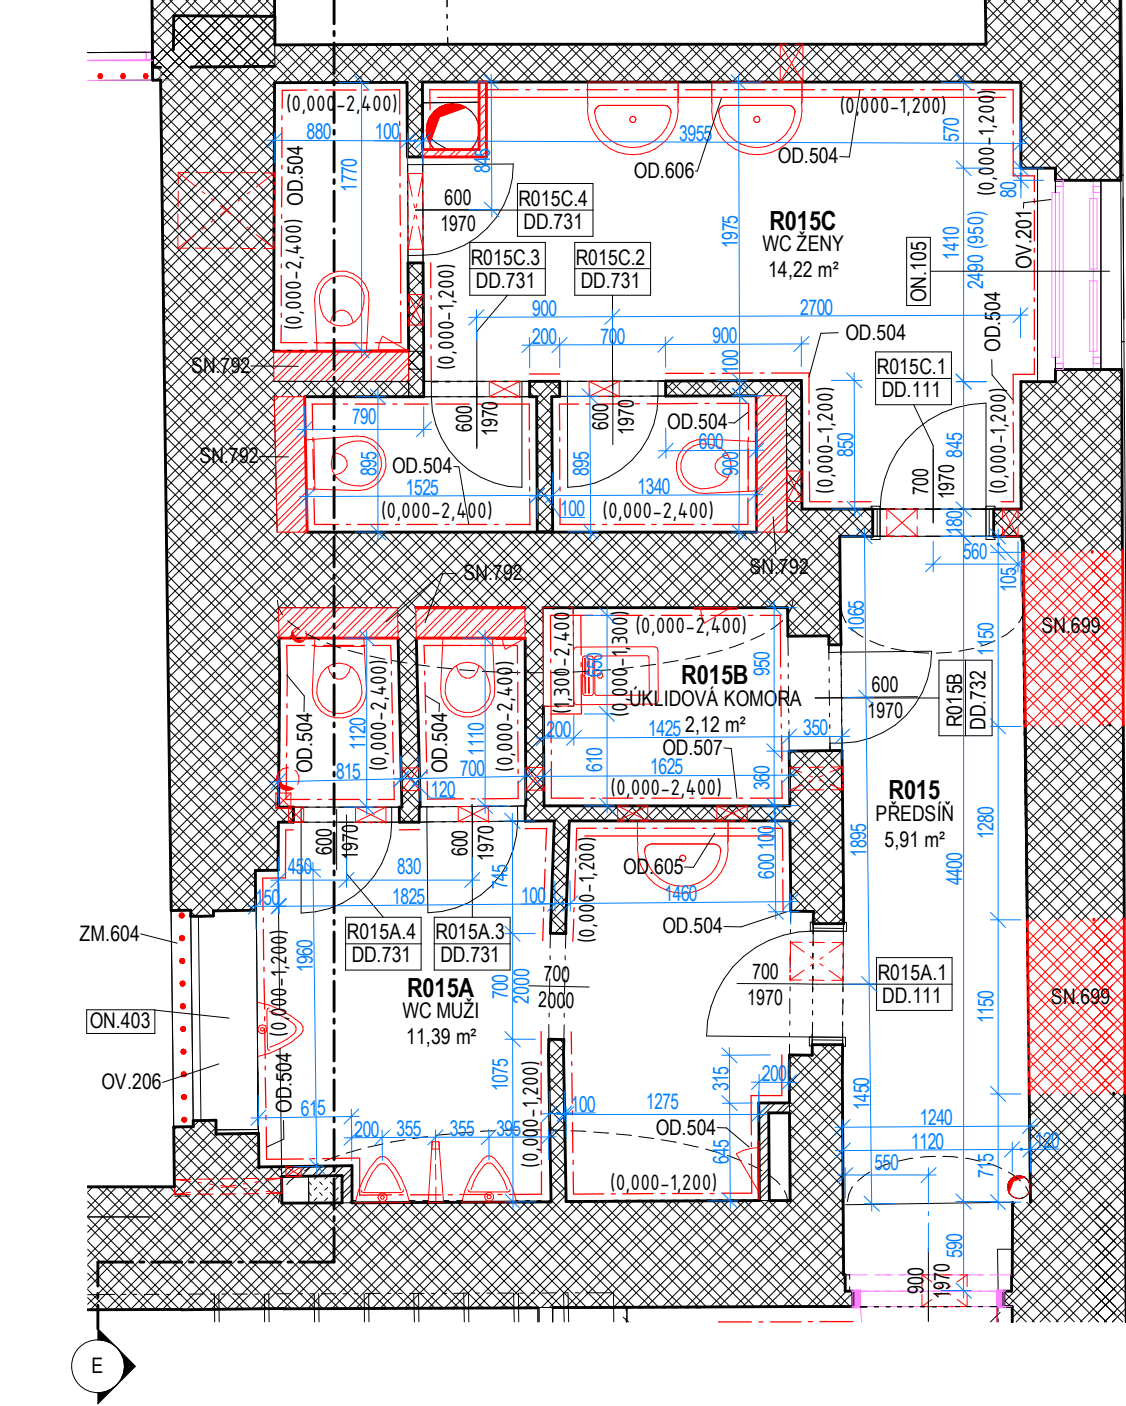 (0,000-2,400)
880
100
OD.504
1770
(0,000-2,400)
845
3955
OD.606
OD.504
(0,000-1,200)
570
(0,000-1,200)
80
600
1970
R015C.4
DD.731
R015C.3
DD.731
R015C.2
DD.731
1975
R015C
WC ŽENY
14,22 m²
1410
2490 (950)
OV.201
ON.105
(0,000-1,200)
900
2700
200
700
900
100
OD.504
OD.504
SN.792
R015C.1
DD.111
790
600
1970
600
1970
OD.504
600
SN.792
895
OD.504
895
900
850
845
(0,000-1,200)
(0,000-1,200)
1525
1340
(0,000-2,400)
100
(0,000-2,400)
700
1970
180
560
105
SN.792
SN.792
1065
1150
SN.699
(1,300-2,400)
(0,000-1,300)
650
(0,000-2,400)
950
R015B
ÚKLIDOVÁ KOMORA
2,12 m²
600
1970
R015B
DD.732
OD.504
1120
(0,000-2,400)
OD.504
1110
(0,000-2,400)
200
1425
350
OD.507
815
700
120
610
1625
360
(0,000-2,400)
R015
PŘEDSÍŇ
5,91 m²
1895
1280
4400
600
1970
600
1970
745
450
830
150
1825
100
(0,000-1,200)
OD.605
600
100
1460
OD.504
ZM.604
R015A.4
DD.731
R015A.3
DD.731
(0,000-1,200)
1960
R015A
WC MUŽI
11,39 m²
700
2000
700
2000
700
1970
R015A.1
DD.111
1150
SN.699
ON.403
OV.206
OD.504
1075
(0,000-1,200)
315
200
1450
615
100
1275
OD.504
1240
1120
120
200
355
355
395
645
(0,000-1,200)
550
715
590
900
1970
E